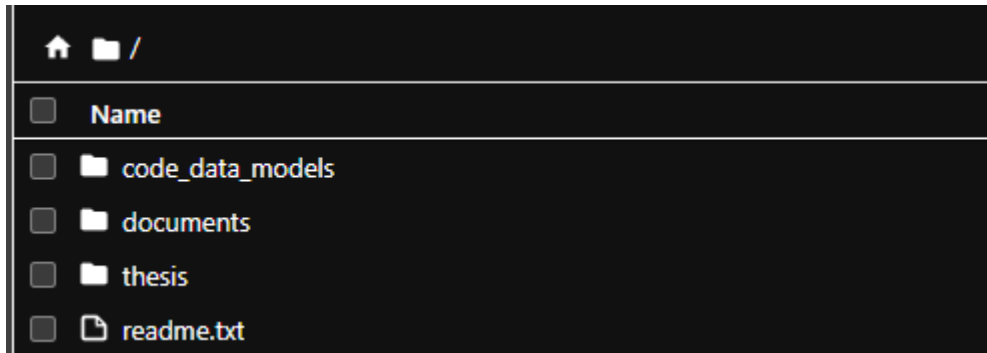 /
Name
code_data_models
documents
thesis
readme.txt